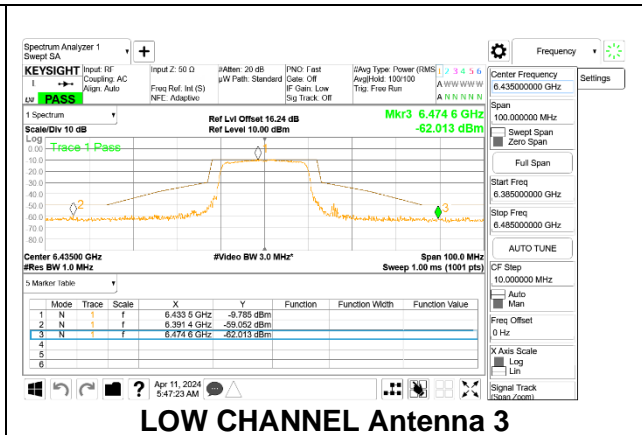 Spectrum Analyzer 1
Swept SA
+
Frequency
KEYSIGHT
Input: RF
Coupling: AC
Align: Auto
Input Z: 50 Ω
Freq Ref: Int (S)
NFE: Adaptive
#Atten: 20 dB
µW Path: Standard
PNO: Fast
Gate: Off
IF Gain: Low
Sig Track: Off
#Avg Type: Power (RMS
Avg|Hold: 100/100
Trig: Free Run
1 2 3 4 5 6
A W W W W W
A N N N N N
PASS
Center Frequency
6.435000000 GHz
Settings
Span
100.000000 MHz
Swept Span
Zero Span
Full Span
Start Freq
6.385000000 GHz
Stop Freq
6.485000000 GHz
AUTO TUNE
CF Step
10.000000 MHz
Auto
Man
Freq Offset
0 Hz
X Axis Scale
Log
Lin
Signal Track
(Span Zoom)
1 Spectrum
Scale/Div 10 dB
Ref Lvl Offset 16.24 dB
Ref Level 10.00 dBm
Mkr3 6.474 6 GHz
-62.013 dBm
Log
Trace 1 Pass
0.00
-10.0
-20.0
-30.0
-40.0
-50.0
-60.0
-70.0
-80.0
1
2
3
Center 6.43500 GHz
#Res BW 1.0 MHz
#Video BW 3.0 MHz*
Span 100.0 MHz
Sweep 1.00 ms (1001 pts)
5 Marker Table
Mode Trace Scale X Y Function Function Width Function Value
1 N 1 f 6.433 5 GHz -9.785 dBm
2 N 1 f 6.391 4 GHz -59.052 dBm
3 N 1 f 6.474 6 GHz -62.013 dBm
4
5
6
?
Apr 11, 2024
5:47:23 AM
LOW CHANNEL Antenna 3